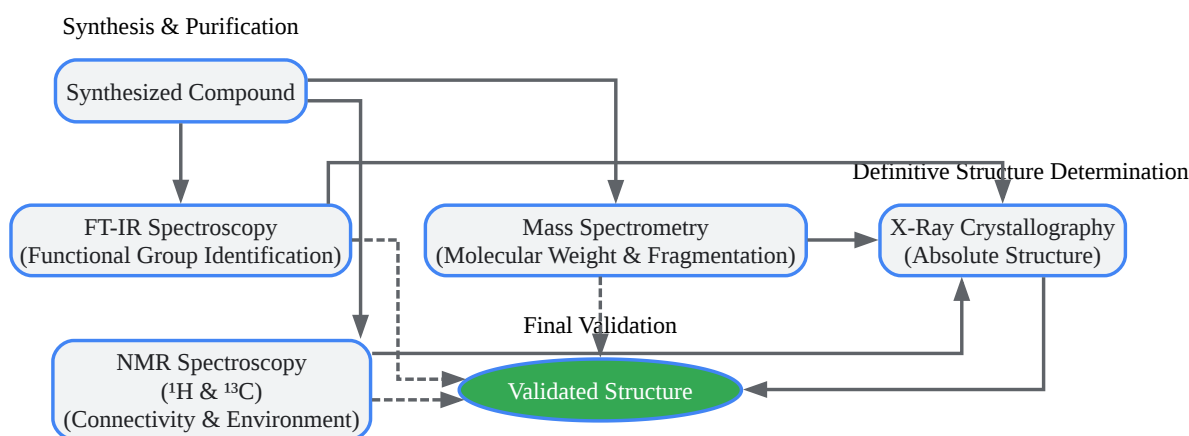 Synthesis & Purification
Synthesized Compound
Definitive Structure Determination
FT-IR Spectroscopy
(Functional Group Identification)
Mass Spectrometry
(Molecular Weight & Fragmentation)
X-Ray Crystallography
(Absolute Structure)
Final Validation
NMR Spectroscopy
(¹H & ¹³C)
(Connectivity & Environment)
Validated Structure